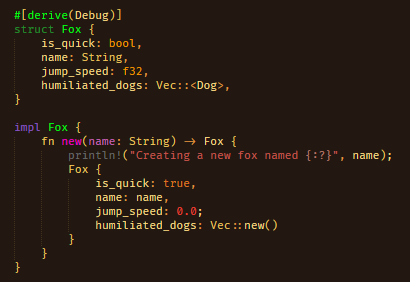 #[derive(Debug)]
struct Fox {
    is_quick: bool,
    name: String,
    jump_speed: f32,
    humiliated_dogs: Vec::<Dog>,
}

impl Fox {
    fn new(name: String) -> Fox {
        println!("Creating a new fox named {:?}", name);
        Fox {
            is_quick: true,
            name: name,
            jump_speed: 0.0;
            humiliated_dogs: Vec::new()
        }
    }
}